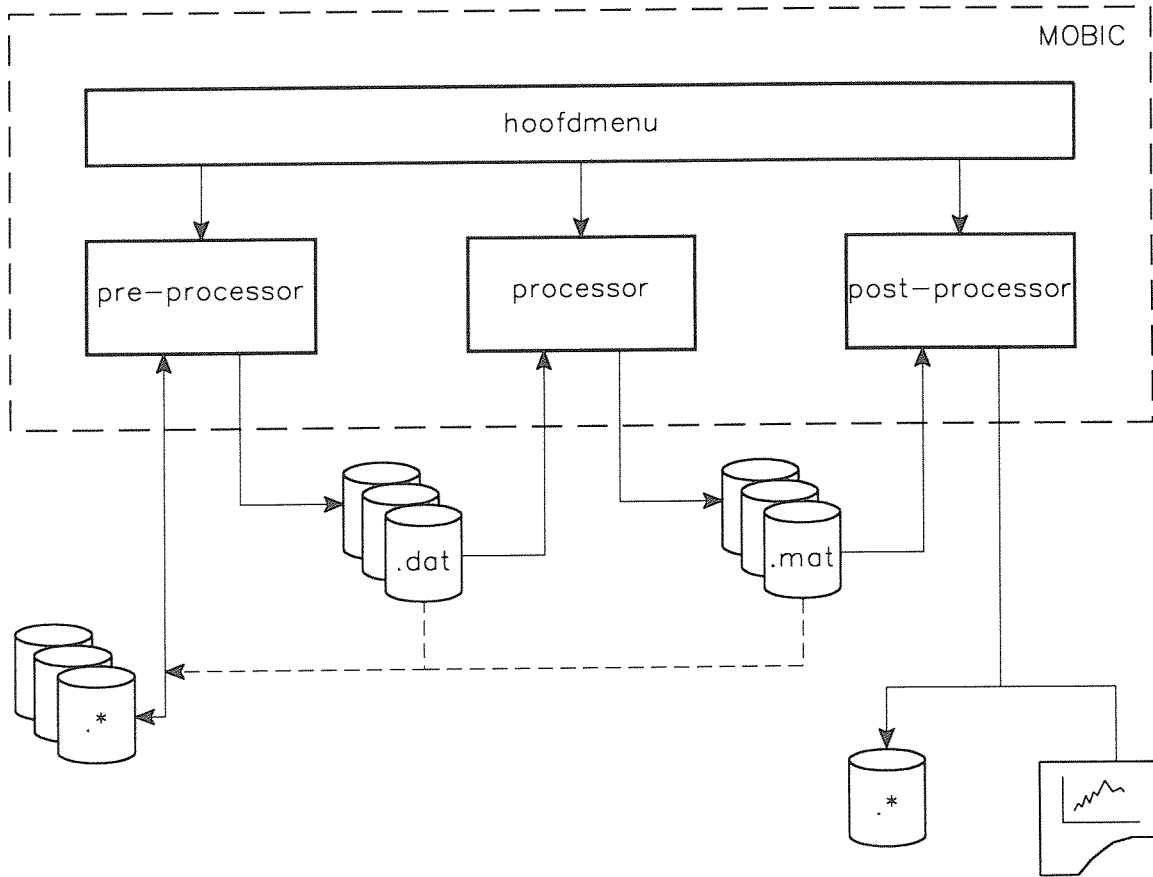 MOBIC
hoofdmenu
pre-processor
processor
post-processor
.dat
.mat
.*
.*